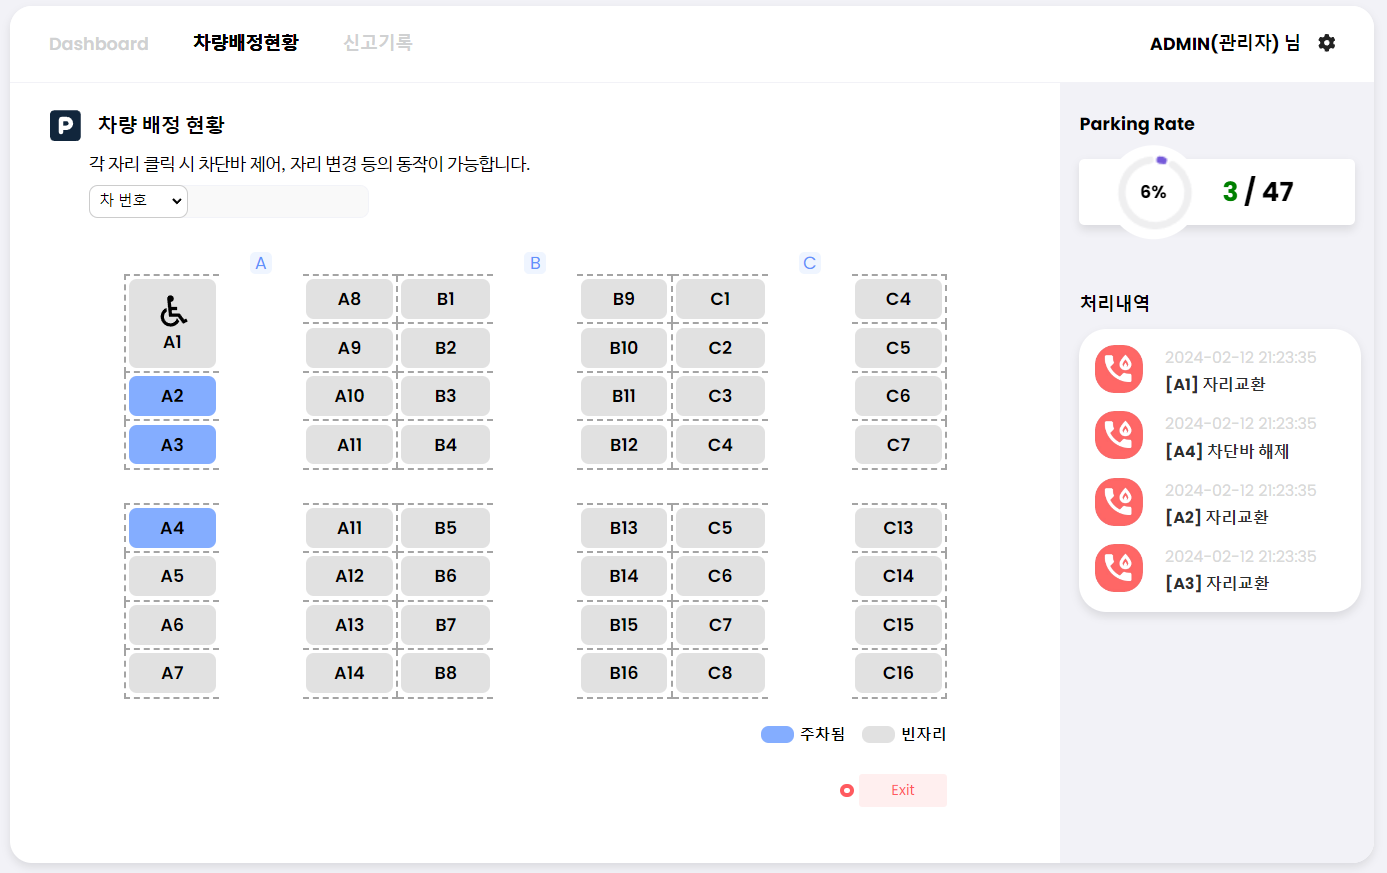 Dashboard 차량배정현황 신고기록 ADMIN(관리자) 님
P 차량 배정 현황
각 자리 클릭 시 차단바 제어, 자리 변경 등의 동작이 가능합니다.
차 번호
A B C
A1 A8 B1 B9 C1 C4
A9 B2 B10 C2 C5
A2 A10 B3 B11 C3 C6
A3 A11 B4 B12 C4 C7
A4 A11 B5 B13 C5 C13
A5 A12 B6 B14 C6 C14
A6 A13 B7 B15 C7 C15
A7 A14 B8 B16 C8 C16
주차됨 빈자리
Exit
Parking Rate
6% 3 / 47
처리내역
2024-02-12 21:23:35
[A1] 자리교환
2024-02-12 21:23:35
[A4] 차단바 해제
2024-02-12 21:23:35
[A2] 자리교환
2024-02-12 21:23:35
[A3] 자리교환